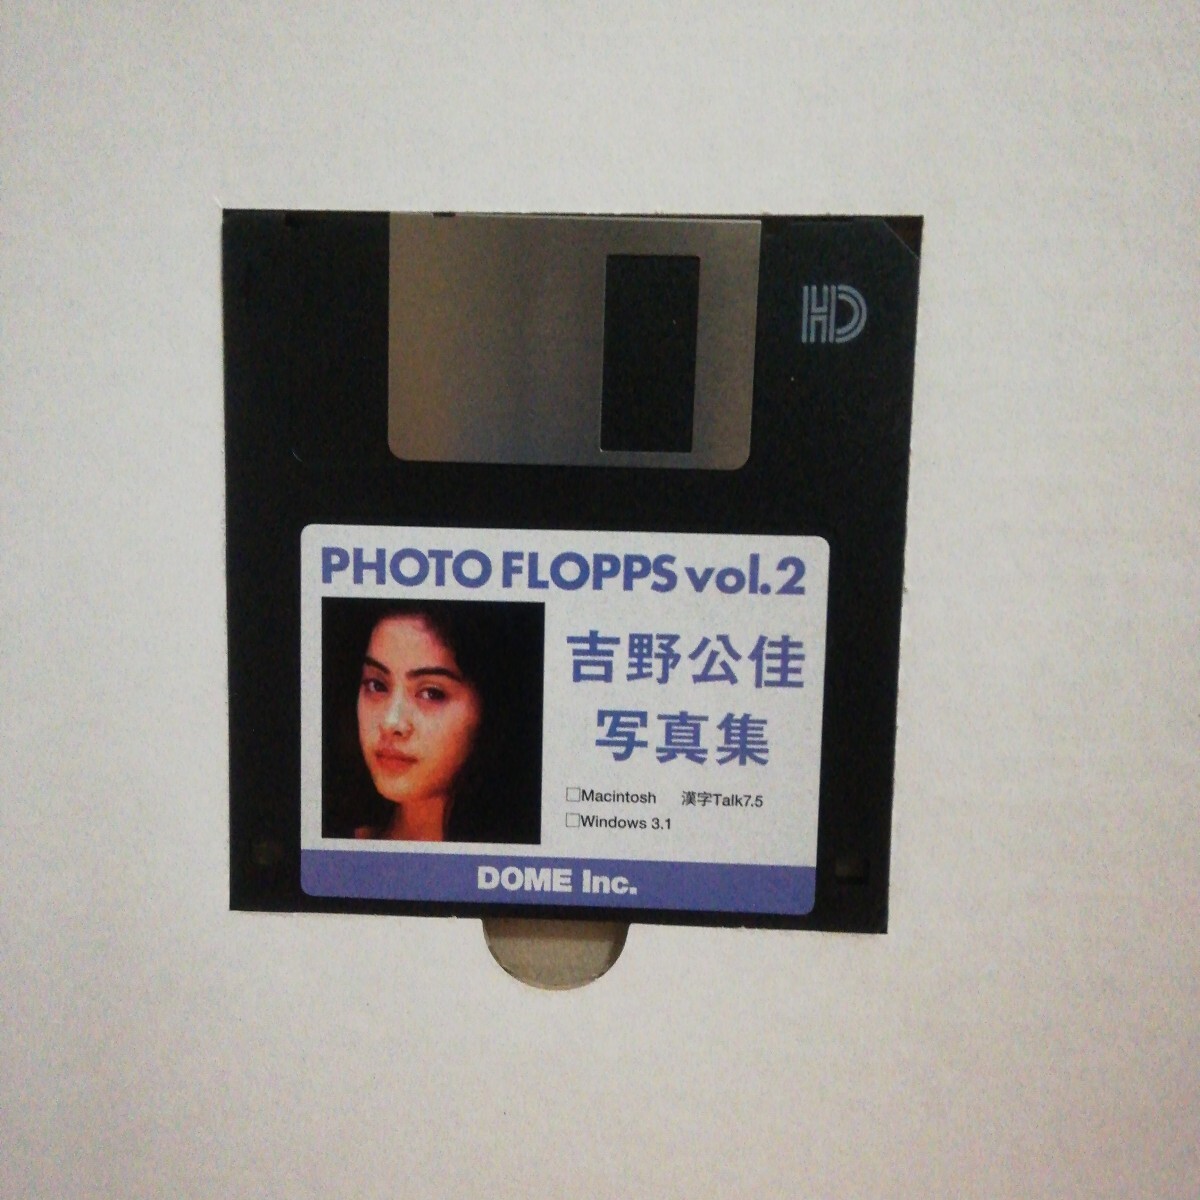 HD
PHOTO FLOPPS vol.2
吉野公佳
写真集
□Macintosh 漢字Talk7.5
□Windows 3.1
DOME Inc.